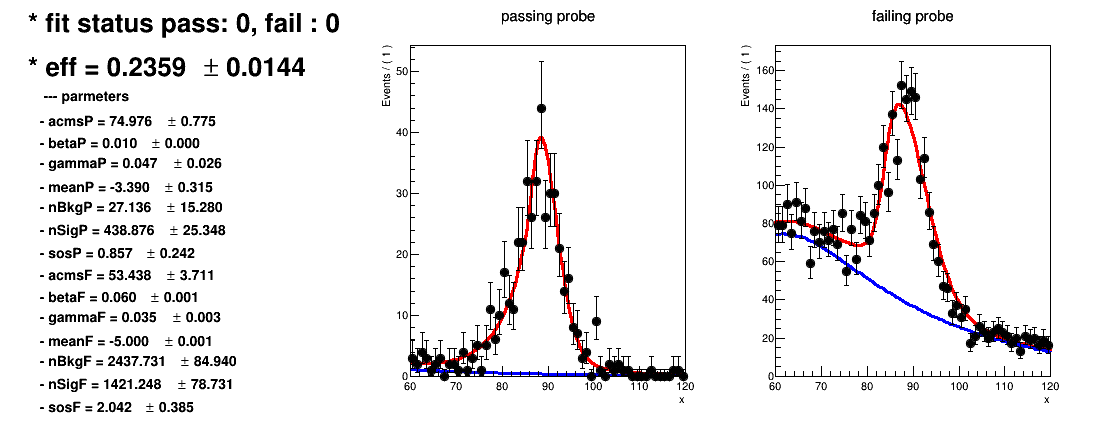 * fit status pass: 0, fail : 0
* eff = 0.2359 ± 0.0144
--- parmeters
- acmsP = 74.976 ± 0.775
- betaP = 0.010 ± 0.000
- gammaP = 0.047 ± 0.026
- meanP = -3.390 ± 0.315
- nBkgP = 27.136 ± 15.280
- nSigP = 438.876 ± 25.348
- sosP = 0.857 ± 0.242
- acmsF = 53.438 ± 3.711
- betaF = 0.060 ± 0.001
- gammaF = 0.035 ± 0.003
- meanF = -5.000 ± 0.001
- nBkgF = 2437.731 ± 84.940
- nSigF = 1421.248 ± 78.731
- sosF = 2.042 ± 0.385
passing probe
Events / ( 1 )
50
40
30
20
10
0
60 70 80 90 100 110 120
x
failing probe
Events / ( 1 )
160
140
120
100
80
60
40
20
0
60 70 80 90 100 110 120
x